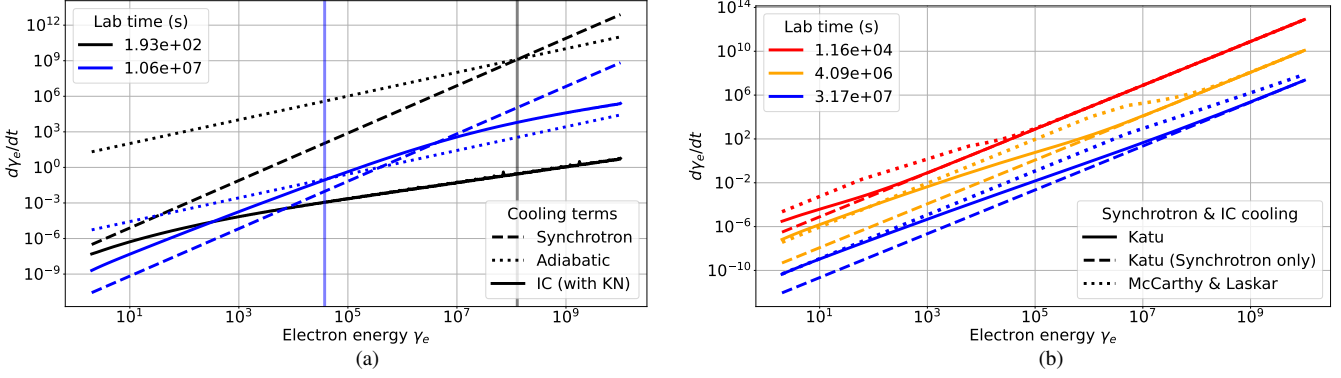 10^12
10^9
10^6
10^3
10^0
10^-3
10^-6
10^-9
dγ_e/dt
Lab time (s)
1.93e+02
1.06e+07
Cooling terms
Synchrotron
Adiabatic
IC (with KN)
10^1
10^3
10^5
10^7
10^9
Electron energy γ_e
(a)
10^14
10^10
10^6
10^2
10^-2
10^-6
10^-10
dγ_e/dt
Lab time (s)
1.16e+04
4.09e+06
3.17e+07
Synchrotron & IC cooling
Katu
Katu (Synchrotron only)
McCarthy & Laskar
10^1
10^3
10^5
10^7
10^9
Electron energy γ_e
(b)